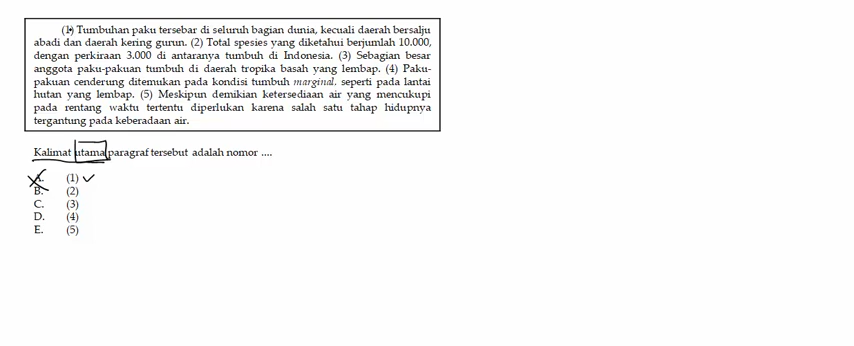 (1) Tumbuhan paku tersebar di seluruh bagian dunia, kecuali daerah bersalju
abadi dan daerah kering gurun. (2) Total spesies yang diketahui berjumlah 10.000,
dengan perkiraan 3.000 di antaranya tumbuh di Indonesia. (3) Sebagian besar
anggota paku-pakuan tumbuh di daerah tropika basah yang lembap. (4) Paku-
pakuan cenderung ditemukan pada kondisi tumbuh marginal. seperti pada lantai
hutan yang lembap. (5) Meskipun demikian ketersediaan air yang mencukupi
pada rentang waktu tertentu diperlukan karena salah satu tahap hidupnya
tergantung pada keberadaan air.
Kalimat utama paragraf tersebut adalah nomor ....
A. (1)
B. (2)
C. (3)
D. (4)
E. (5)